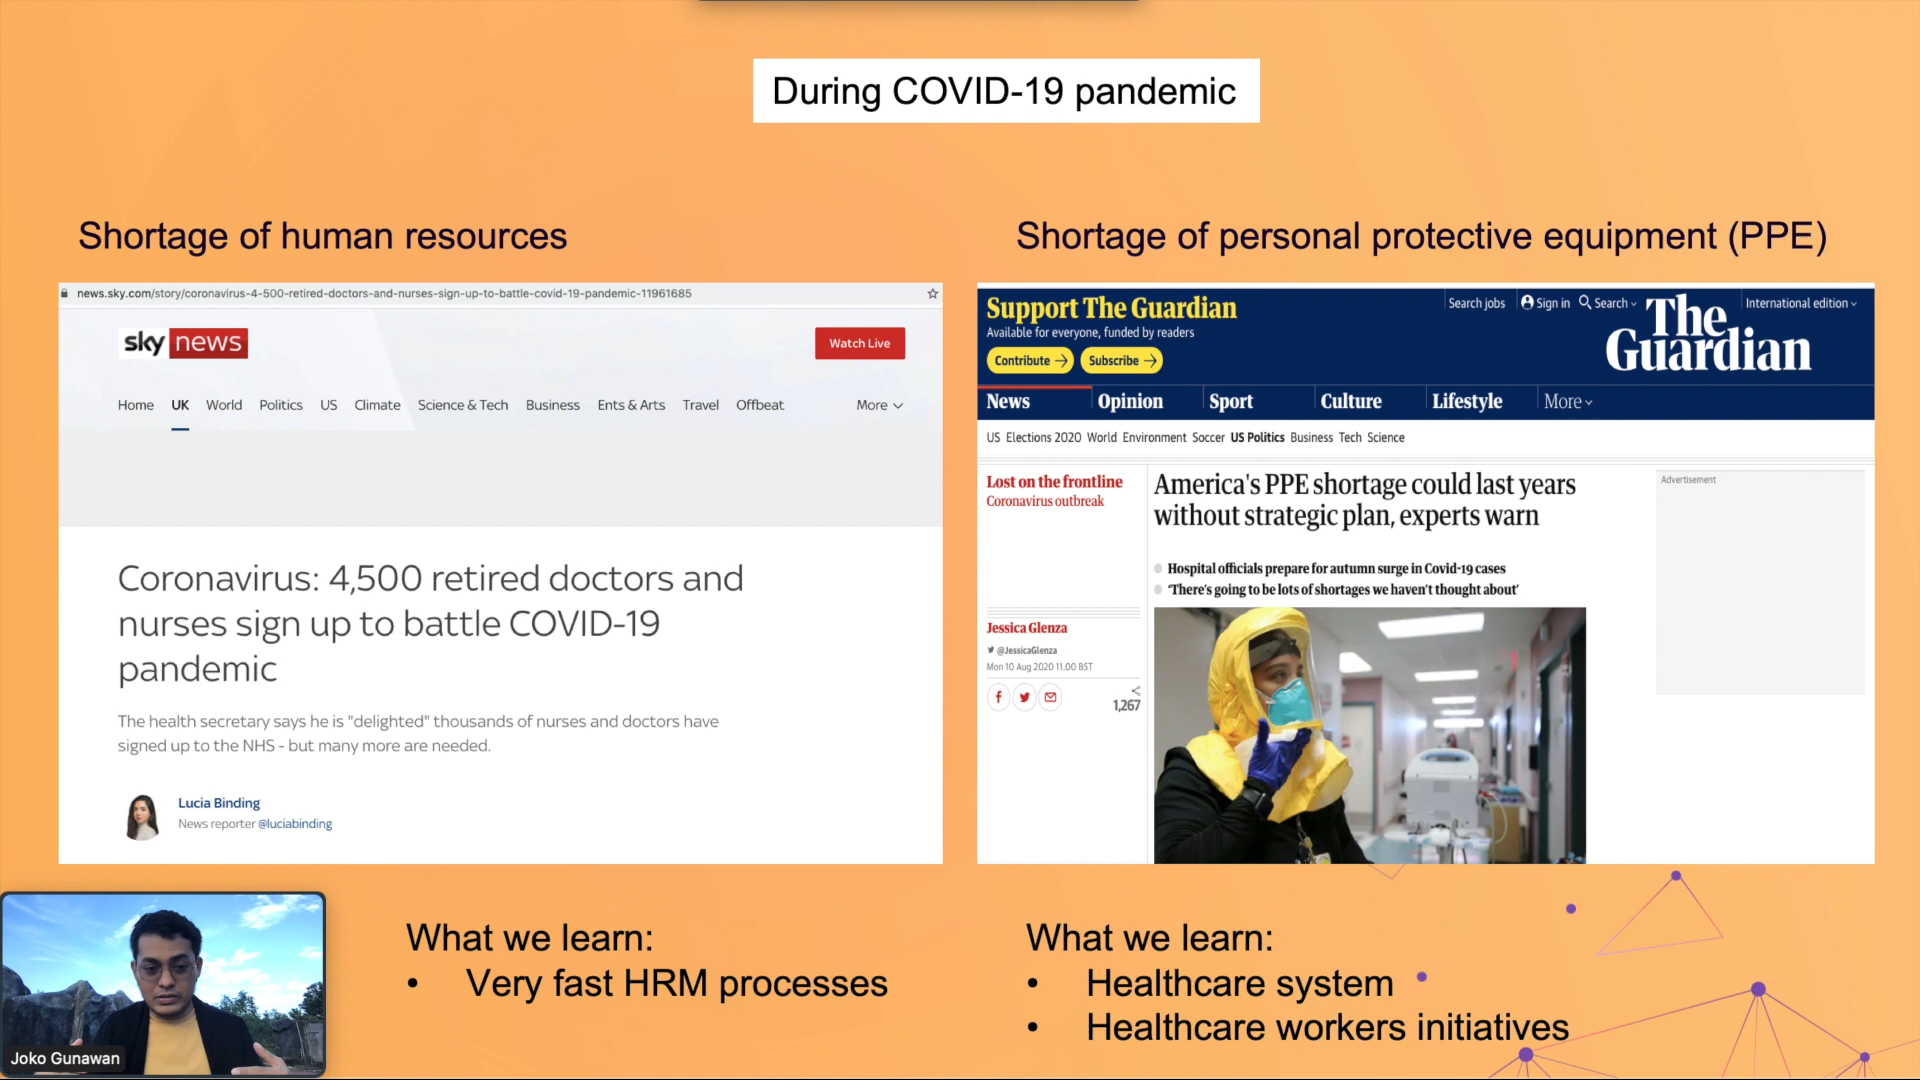 During COVID-19 pandemic
Shortage of human resources
news.sky.com/story/coronavirus-4-500-retired-doctors-and-nurses-sign-up-to-battle-covid-19-pandemic-11961685
sky news
Watch Live
Home UK World Politics US Climate Science & Tech Business Ents & Arts Travel Offbeat More
Coronavirus: 4,500 retired doctors and
nurses sign up to battle COVID-19
pandemic
The health secretary says he is "delighted" thousands of nurses and doctors have
signed up to the NHS - but many more are needed.
Lucia Binding
News reporter @luciabinding
What we learn:
• Very fast HRM processes
Shortage of personal protective equipment (PPE)
Support The Guardian
Available for everyone, funded by readers
Contribute → Subscribe →
Search jobs Sign in Search International edition
The
Guardian
News Opinion Sport Culture Lifestyle More
US Elections 2020 World Environment Soccer US Politics Business Tech Science
Lost on the frontline
Coronavirus outbreak
America's PPE shortage could last years
without strategic plan, experts warn
Hospital officials prepare for autumn surge in Covid-19 cases
‘There's going to be lots of shortages we haven't thought about’
Advertisement
Jessica Glenza
@JessicaGlenza
Mon 10 Aug 2020 11.00 BST
1,267
What we learn:
• Healthcare system
• Healthcare workers initiatives
Joko Gunawan